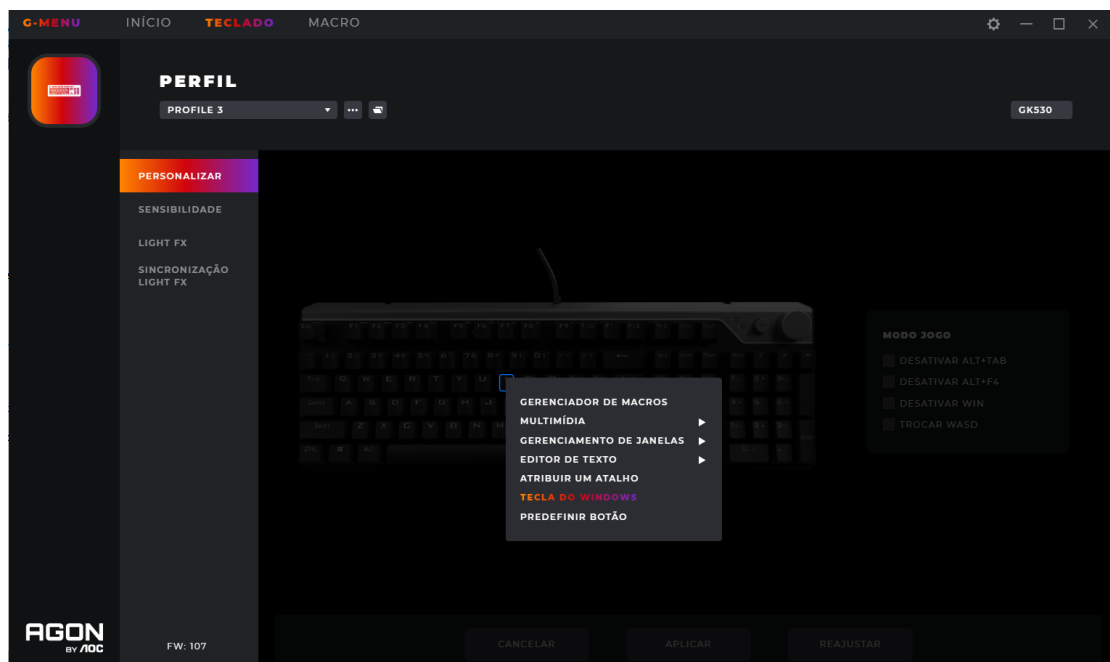 G-MENU INÍCIO TECLADO MACRO
PERFIL
PROFILE 3
GK530
PERSONALIZAR
SENSIBILIDADE
LIGHT FX
SINCRONIZAÇÃO
LIGHT FX
MODO JOGO
DESATIVAR ALT+TAB
DESATIVAR ALT+F4
DESATIVAR WIN
TROCAR WASD
GERENCIADOR DE MACROS
MULTIMÍDIA
GERENCIAMENTO DE JANELAS
EDITOR DE TEXTO
ATRIBUIR UM ATALHO
TECLA DO WINDOWS
PREDEFINIR BOTÃO
AGON
BY AOC
FW: 107
CANCELAR APLICAR REAJUSTAR